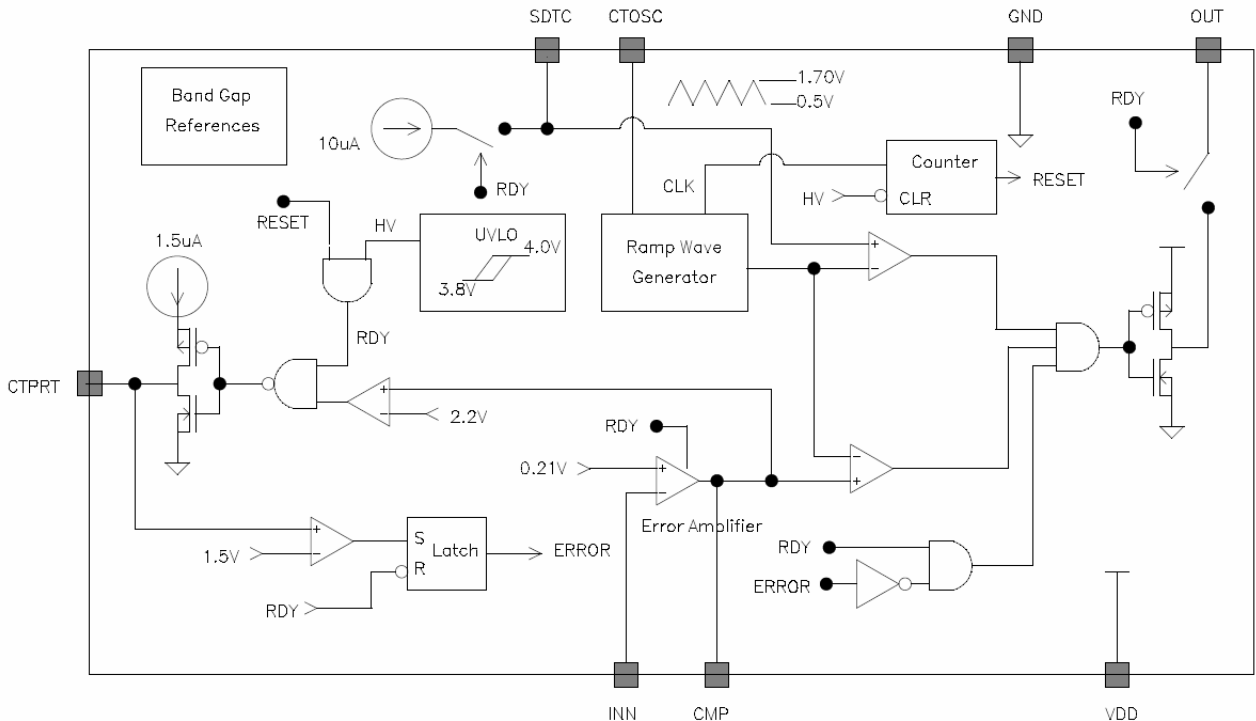 SDTC
CTOSC
GND
OUT
Band Gap
References
1.70V
0.5V
RDY
10uA
RDY
Counter
CLR
RESET
CLK
HV
RESET
HV
UVLO
4.0V
3.8V
Ramp Wave
Generator
1.5uA
RDY
CTPRT
2.2V
RDY
0.21V
Error Amplifier
1.5V
S
R
Latch
ERROR
RDY
RDY
ERROR
INN
CMP
VDD